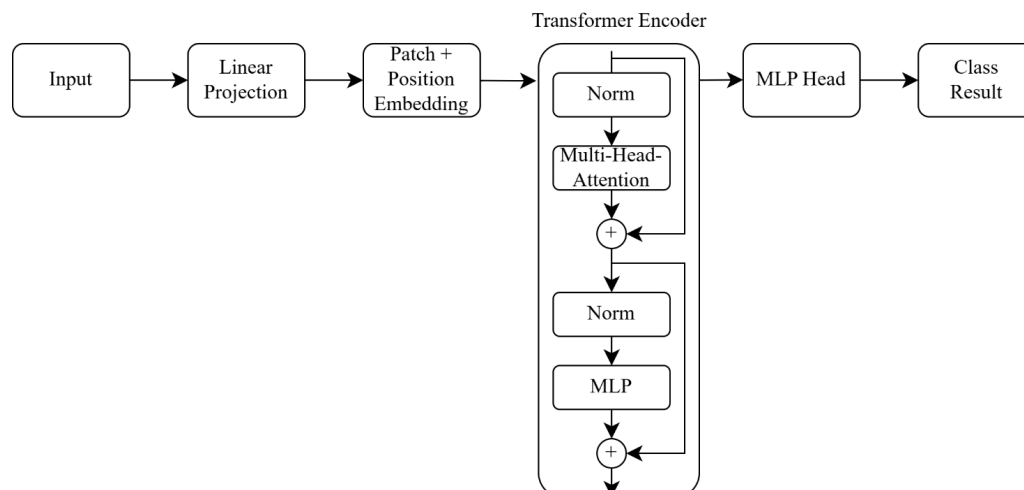 Transformer Encoder
Input
Linear
Projection
Patch +
Position
Embedding
Norm
Multi-Head-
Attention
+
Norm
MLP
+
MLP Head
Class
Result